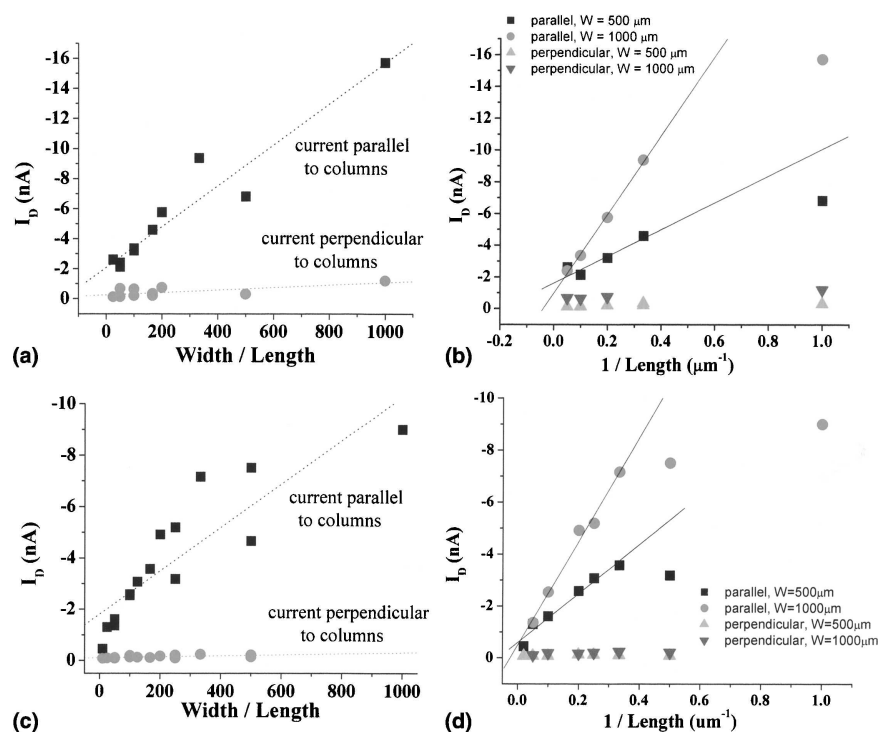 (a)
I_D (nA)
-16
-14
-12
-10
-8
-6
-4
-2
0
current parallel
to columns
current perpendicular
to columns
0 200 400 600 800 1000
Width / Length
(b)
parallel, W = 500 μm
parallel, W = 1000 μm
perpendicular, W = 500 μm
perpendicular, W = 1000 μm
I_D (nA)
-16
-14
-12
-10
-8
-6
-4
-2
0
-0.2 0.0 0.2 0.4 0.6 0.8 1.0
1 / Length (μm⁻¹)
(c)
I_D (nA)
-10
-8
-6
-4
-2
0
current parallel
to columns
current perpendicular
to columns
0 200 400 600 800 1000
Width / Length
(d)
I_D (nA)
-10
-8
-6
-4
-2
0
parallel, W=500μm
parallel, W=1000μm
perpendicular, W=500μm
perpendicular, W=1000μm
0.0 0.2 0.4 0.6 0.8 1.0
1 / Length (um⁻¹)